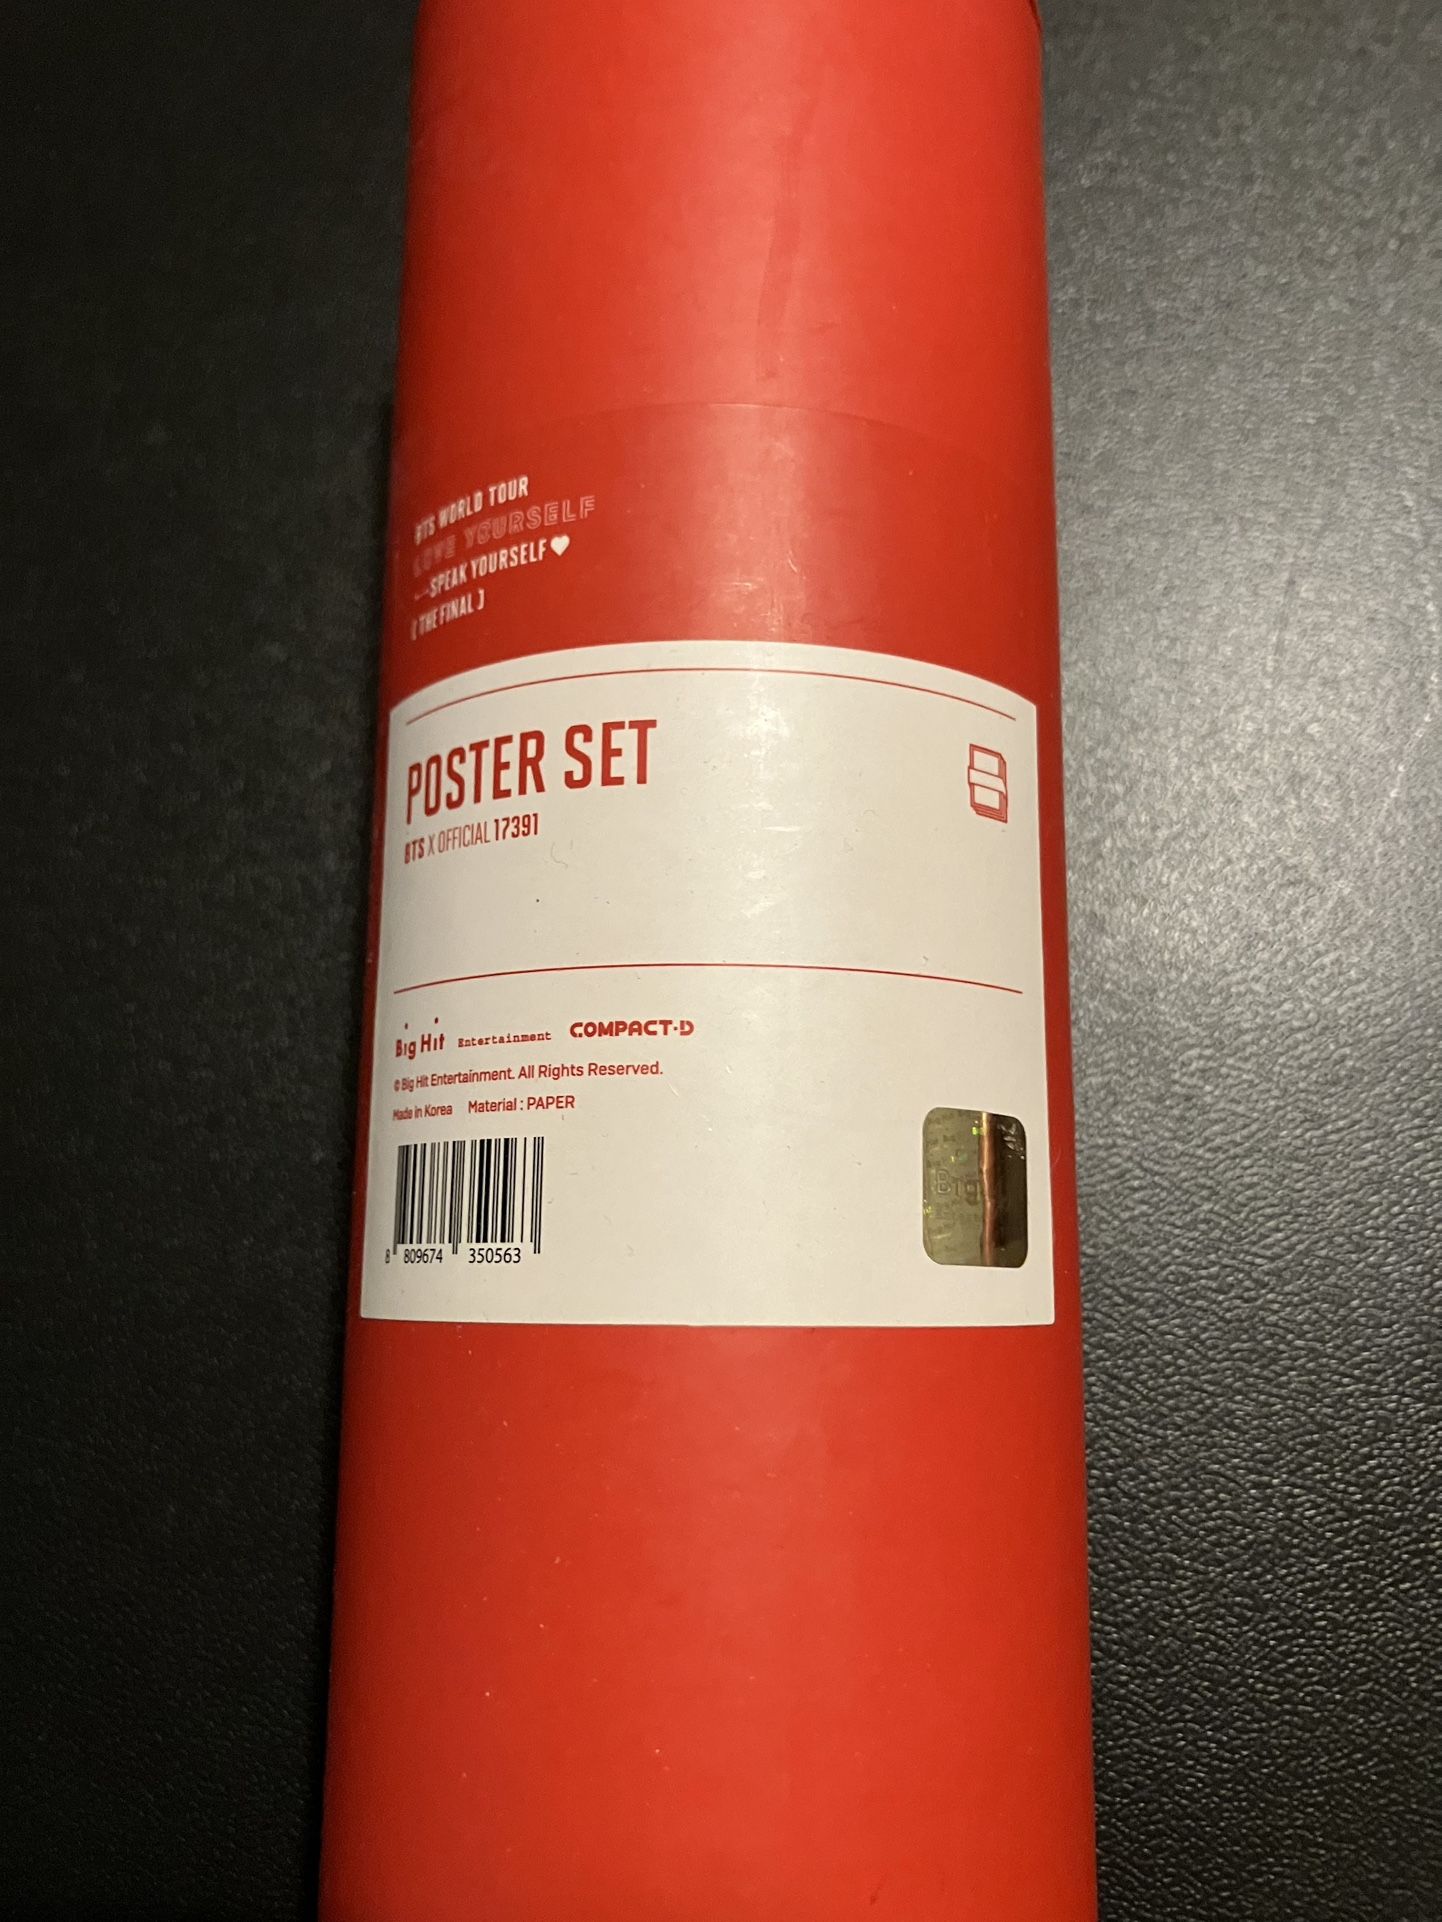 BTS WORLD TOUR
LOVE YOURSELF
—SPEAK YOURSELF♥
[ THE FINAL ]
POSTER SET
BTS X OFFICIAL 17391
Big Hit Entertainment COMPACT·D
© Big Hit Entertainment. All Rights Reserved.
Made in Korea Material : PAPER
8 809674 350563
Big